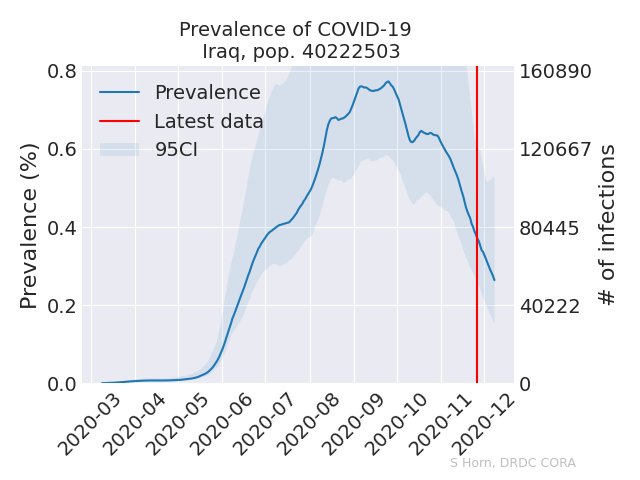 Prevalence of COVID-19
Iraq, pop. 40222503
Prevalence (%)
0.8
0.6
0.4
0.2
0.0
Prevalence
Latest data
95CI
160890
120667
80445
40222
0
# of infections
2020-03
2020-04
2020-05
2020-06
2020-07
2020-08
2020-09
2020-10
2020-11
2020-12
S Horn, DRDC CORA